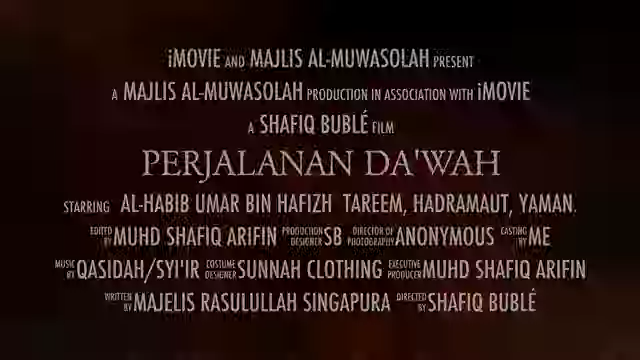 iMOVIE AND MAJLIS AL-MUWASOLAH PRESENT
A MAJLIS AL-MUWASOLAH PRODUCTION IN ASSOCIATION WITH iMOVIE
A SHAFIQ BUBLÉ FILM
PERJALANAN DA'WAH
STARRING AL-HABIB UMAR BIN HAFIZH TAREEM, HADRAMAUT, YAMAN.
EDITED BY MUHD SHAFIQ ARIFIN PRODUCTION DESIGNER SB DIRECTOR OF PHOTOGRAPHY ANONYMOUS CASTING BY ME
MUSIC BY QASIDAH/SYI'IR COSTUME DESIGNER SUNNAH CLOTHING EXECUTIVE PRODUCER MUHD SHAFIQ ARIFIN
WRITTEN BY MAJELIS RASULULLAH SINGAPURA DIRECTED BY SHAFIQ BUBLÉ